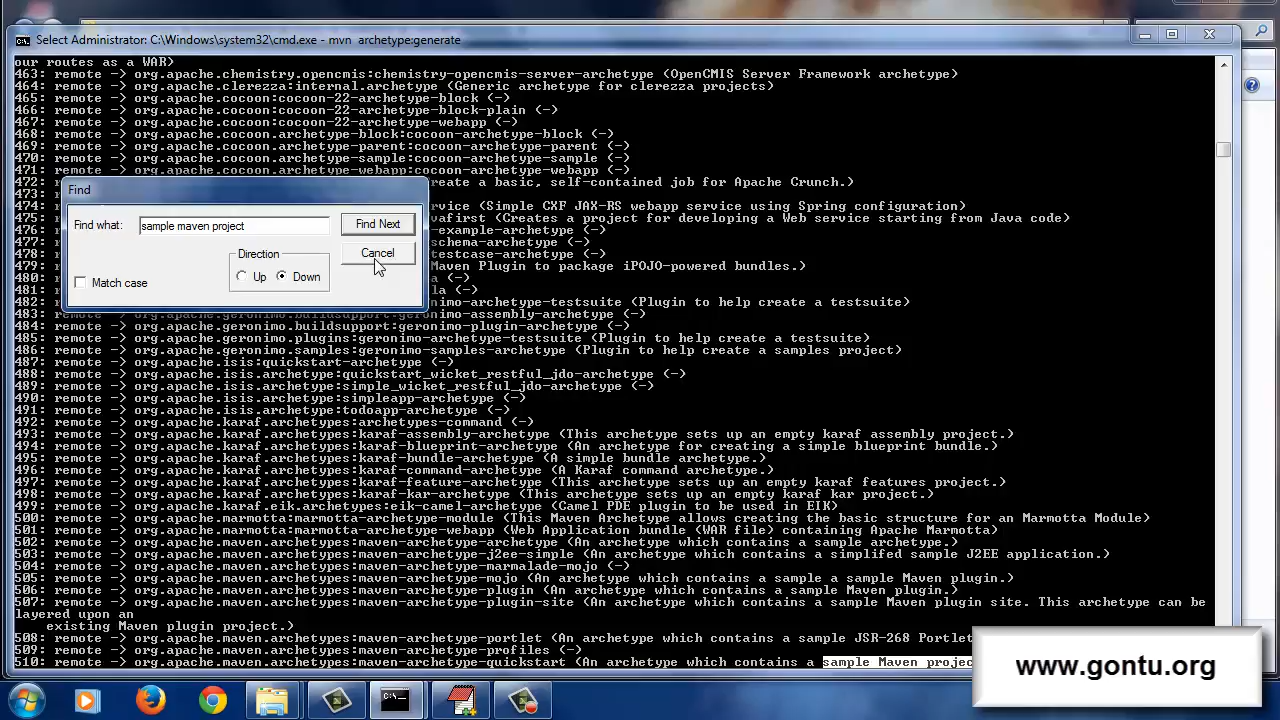 Select Administrator: C:\Windows\system32\cmd.exe - mvn  archetype:generate
our routes as a WAR)
463: remote -> org.apache.chemistry.opencmis:chemistry-opencmis-server-archetype (OpenCMIS Server Framework archetype)
464: remote -> org.apache.clerezza:internal.archetype (Generic archetype for clerezza projects)
465: remote -> org.apache.cocoon:cocoon-22-archetype-block (-)
466: remote -> org.apache.cocoon:cocoon-22-archetype-block-plain (-)
467: remote -> org.apache.cocoon:cocoon-22-archetype-webapp (-)
468: remote -> org.apache.cocoon.archetype-block:cocoon-archetype-block (-)
469: remote -> org.apache.cocoon.archetype-parent:cocoon-archetype-parent (-)
470: remote -> org.apache.cocoon.archetype-sample:cocoon-archetype-sample (-)
471: remote -> org.apache.cocoon.archetype-webapp:cocoon-archetype-webapp (-)
472: reate a basic, self-contained job for Apache Crunch.)
473:
474: rvice (Simple CXF JAX-RS webapp service using Spring configuration)
475: vafirst (Creates a project for developing a Web service starting from Java code)
476: -example-archetype (-)
477: schema-archetype (-)
478: testcase-archetype (-)
479: Maven Plugin to package iPOJO-powered bundles.)
480: a (-)
481: la (-)
482: imo-archetype-testsuite (Plugin to help create a testsuite)
483: remote -> org.apache.geronimo.buildsupport:geronimo-assembly-archetype (-)
484: remote -> org.apache.geronimo.buildsupport:geronimo-plugin-archetype (-)
485: remote -> org.apache.geronimo.plugins:geronimo-archetype-testsuite (Plugin to help create a testsuite)
486: remote -> org.apache.geronimo.samples:geronimo-samples-archetype (Plugin to help create a samples project)
487: remote -> org.apache.isis:quickstart-archetype (-)
488: remote -> org.apache.isis.archetype:quickstart_wicket_restful_jdo-archetype (-)
489: remote -> org.apache.isis.archetype:simple_wicket_restful_jdo-archetype (-)
490: remote -> org.apache.isis.archetype:simpleapp-archetype (-)
491: remote -> org.apache.isis.archetype:todoapp-archetype (-)
492: remote -> org.apache.karaf.archetypes:archetypes-command (-)
493: remote -> org.apache.karaf.archetypes:karaf-assembly-archetype (This archetype sets up an empty karaf assembly project.)
494: remote -> org.apache.karaf.archetypes:karaf-blueprint-archetype (An archetype for creating a simple blueprint bundle.)
495: remote -> org.apache.karaf.archetypes:karaf-bundle-archetype (A simple bundle archetype.)
496: remote -> org.apache.karaf.archetypes:karaf-command-archetype (A Karaf command archetype.)
497: remote -> org.apache.karaf.archetypes:karaf-feature-archetype (This archetype sets up an empty karaf features project.)
498: remote -> org.apache.karaf.archetypes:karaf-kar-archetype (This archetype sets up an empty karaf kar project.)
499: remote -> org.apache.karaf.eik.archetypes:eik-camel-archetype (Camel PDE plugin to be used in EIK)
500: remote -> org.apache.marmotta:marmotta-archetype-module (This Maven Archetype allows creating the basic structure for an Marmotta Module)
501: remote -> org.apache.marmotta:marmotta-archetype-webapp (Web Application bundle (WAR file) containing Apache Marmotta)
502: remote -> org.apache.maven.archetypes:maven-archetype-archetype (An archetype which contains a sample archetype.)
503: remote -> org.apache.maven.archetypes:maven-archetype-j2ee-simple (An archetype which contains a simplifed sample J2EE application.)
504: remote -> org.apache.maven.archetypes:maven-archetype-marmalade-mojo (-)
505: remote -> org.apache.maven.archetypes:maven-archetype-mojo (An archetype which contains a sample a sample Maven plugin.)
506: remote -> org.apache.maven.archetypes:maven-archetype-plugin (An archetype which contains a sample Maven plugin.)
507: remote -> org.apache.maven.archetypes:maven-archetype-plugin-site (An archetype which contains a sample Maven plugin site. This archetype can be
layered upon an
existing Maven plugin project.)
508: remote -> org.apache.maven.archetypes:maven-archetype-portlet (An archetype which contains a sample JSR-268 Portlet
509: remote -> org.apache.maven.archetypes:maven-archetype-profiles (-)
510: remote -> org.apache.maven.archetypes:maven-archetype-quickstart (An archetype which contains a sample Maven projec
Find
Find what: sample maven project
Find Next
Direction
Cancel
Up
Down
Match case
www.gontu.org